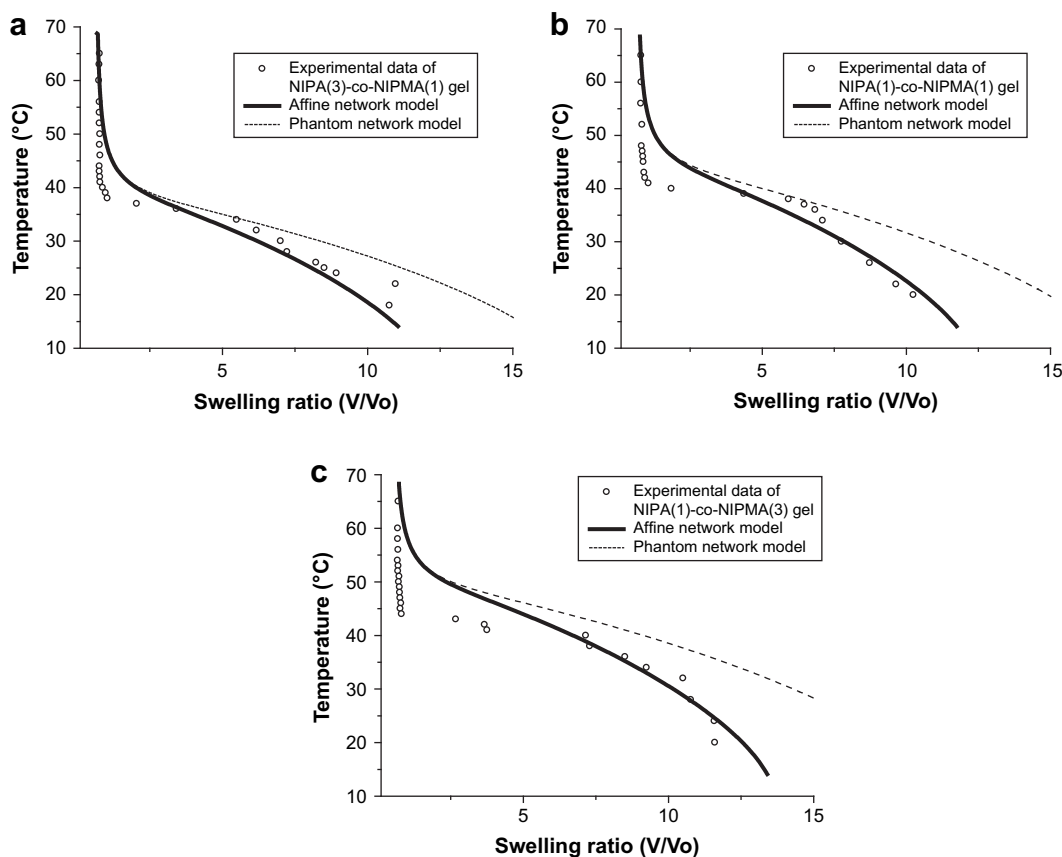 a
70
60
50
40
30
20
10
Temperature (°C)
Experimental data of
NIPA(3)-co-NIPMA(1) gel
Affine network model
Phantom network model
5
10
15
Swelling ratio (V/Vo)
b
70
60
50
40
30
20
10
Temperature (°C)
Experimental data of
NIPA(1)-co-NIPMA(1) gel
Affine network model
Phantom network model
5
10
15
Swelling ratio (V/Vo)
c
70
60
50
40
30
20
10
Temperature (°C)
Experimental data of
NIPA(1)-co-NIPMA(3) gel
Affine network model
Phantom network model
5
10
15
Swelling ratio (V/Vo)